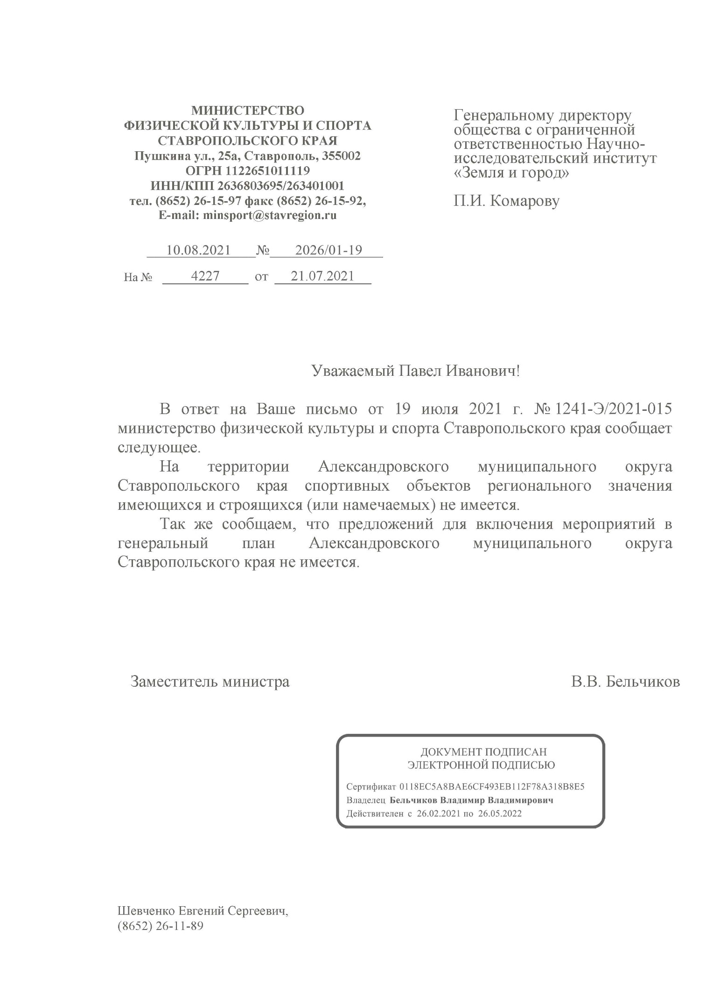 МИНИСТЕРСТВО
ФИЗИЧЕСКОЙ КУЛЬТУРЫ И СПОРТА
СТАВРОПОЛЬСКОГО КРАЯ
Пушкина ул., 25а, Ставрополь, 355002
ОГРН 1122651011119
ИНН/КПП 2636803695/263401001
тел. (8652) 26-15-97 факс (8652) 26-15-92,
E-mail: minsport@stavregion.ru
10.08.2021 № 2026/01-19
На № 4227 от 21.07.2021
Генеральному директору
общества с ограниченной
ответственностью Научно-
исследовательский институт
«Земля и город»
П.И. Комарову
Уважаемый Павел Иванович!
В ответ на Ваше письмо от 19 июля 2021 г. № 1241-Э/2021-015
министерство физической культуры и спорта Ставропольского края сообщает
следующее.
На территории Александровского муниципального округа
Ставропольского края спортивных объектов регионального значения
имеющихся и строящихся (или намечаемых) не имеется.
Так же сообщаем, что предложений для включения мероприятий в
генеральный план Александровского муниципального округа
Ставропольского края не имеется.
Заместитель министра В.В. Бельчиков
ДОКУМЕНТ ПОДПИСАН
ЭЛЕКТРОННОЙ ПОДПИСЬЮ
Сертификат 0118EC5A8BAE6CF493EB112F78A318B8E5
Владелец Бельчиков Владимир Владимирович
Действителен с 26.02.2021 по 26.05.2022
Шевченко Евгений Сергеевич,
(8652) 26-11-89